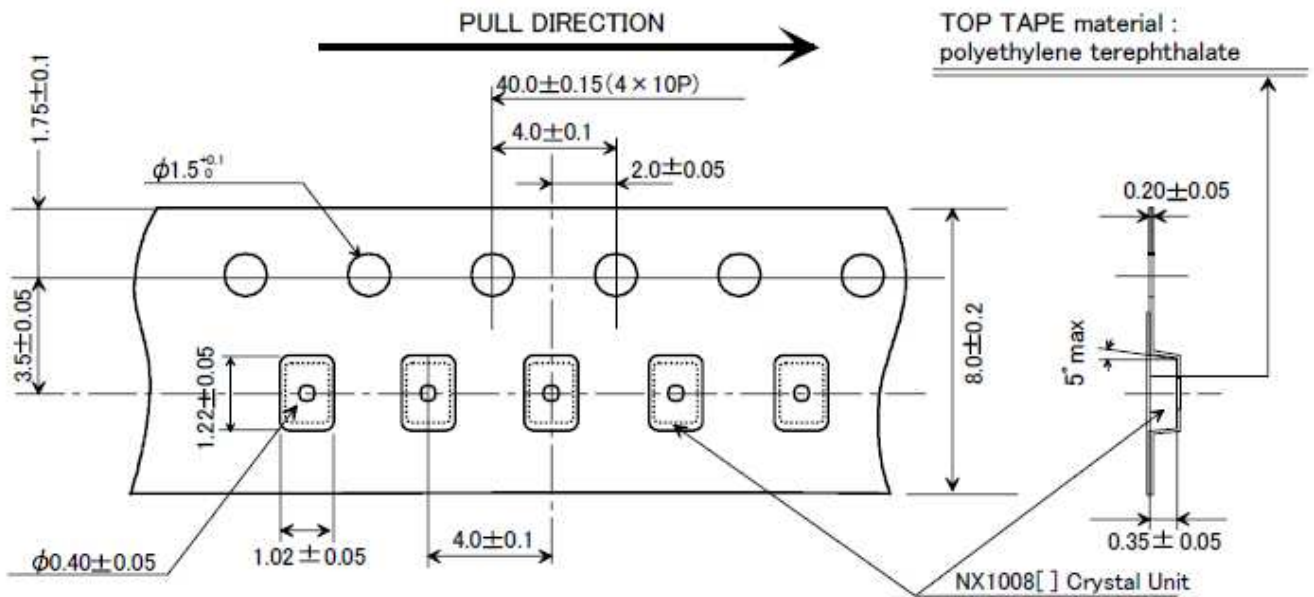 PULL DIRECTION
TOP TAPE material :
polyethylene terephthalate
1.75±0.1
40.0±0.15(4×10P)
4.0±0.1
φ1.5 +0.1 0
2.0±0.05
0.20±0.05
3.5±0.05
1.22±0.05
8.0±0.2
5°max
φ0.40±0.05
1.02±0.05
4.0±0.1
0.35±0.05
NX1008[ ] Crystal Unit